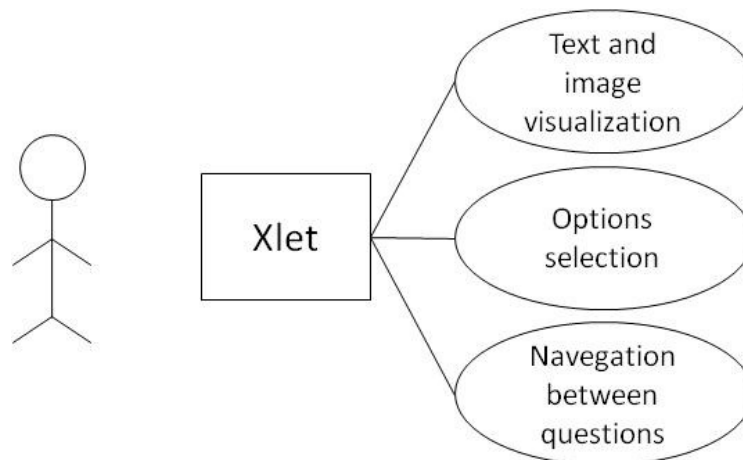 Text and
image
visualization
Xlet
Options
selection
Navegation
between
questions